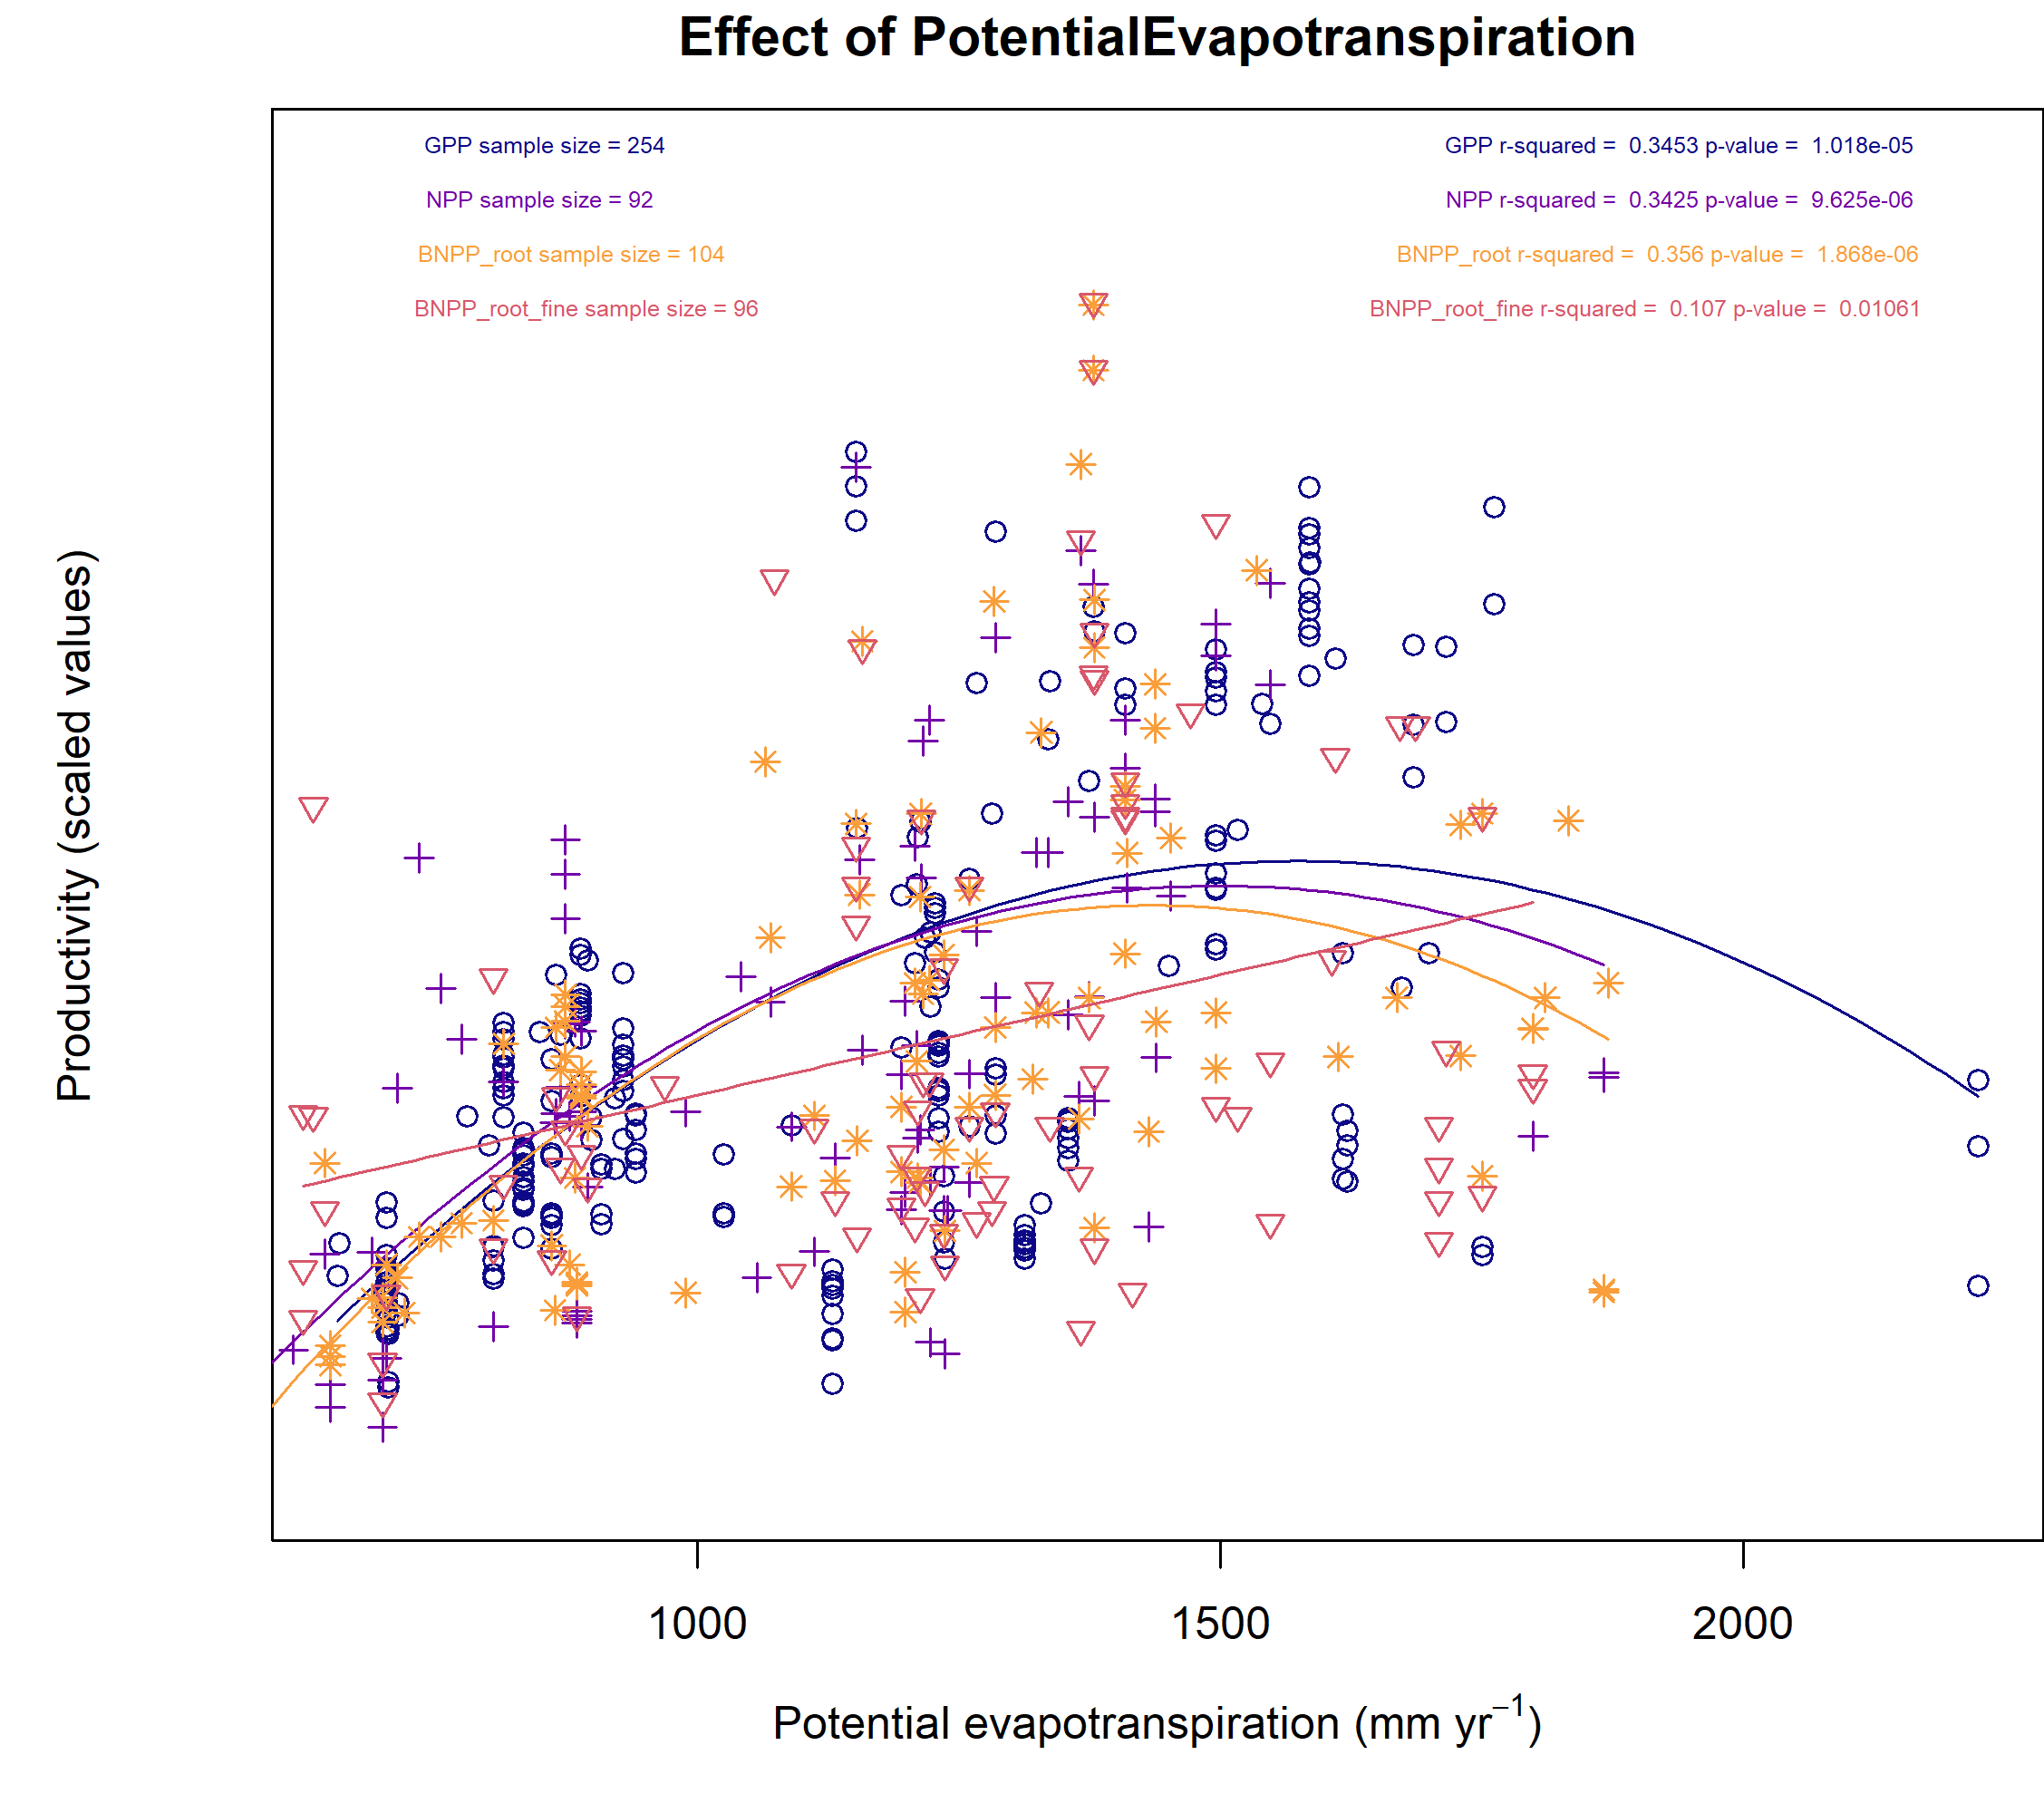 Effect of PotentialEvapotranspiration
GPP sample size = 254
GPP r-squared =  0.3453 p-value =  1.018e-05
NPP sample size = 92
NPP r-squared =  0.3425 p-value =  9.625e-06
BNPP_root sample size = 104
BNPP_root r-squared =  0.356 p-value =  1.868e-06
BNPP_root_fine sample size = 96
BNPP_root_fine r-squared =  0.107 p-value =  0.01061
Productivity (scaled values)
1000 1500 2000
Potential evapotranspiration (mm yr⁻¹)